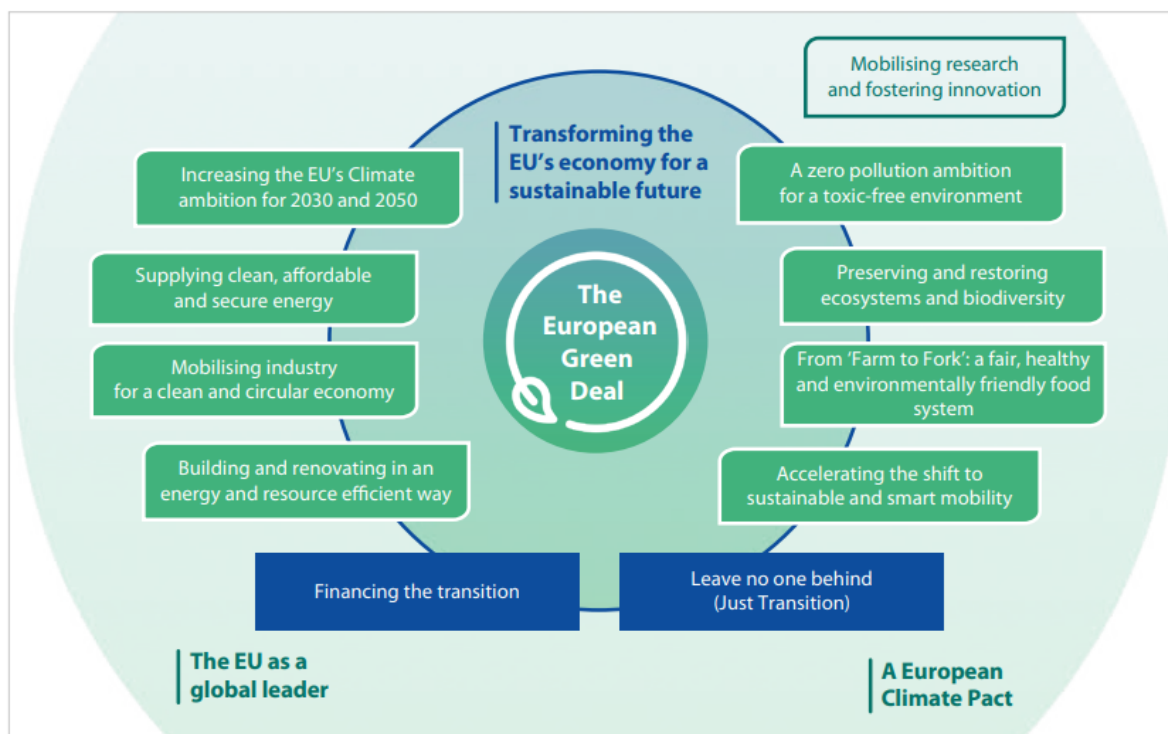 Mobilising research
and fostering innovation
Transforming the
EU’s economy for a
sustainable future
Increasing the EU’s Climate
ambition for 2030 and 2050
A zero pollution ambition
for a toxic-free environment
Supplying clean, affordable
and secure energy
Preserving and restoring
ecosystems and biodiversity
The
European
Green
Deal
Mobilising industry
for a clean and circular economy
From ‘Farm to Fork’: a fair, healthy
and environmentally friendly food
system
Building and renovating in an
energy and resource efficient way
Accelerating the shift to
sustainable and smart mobility
Financing the transition
Leave no one behind
(Just Transition)
The EU as a
global leader
A European
Climate Pact